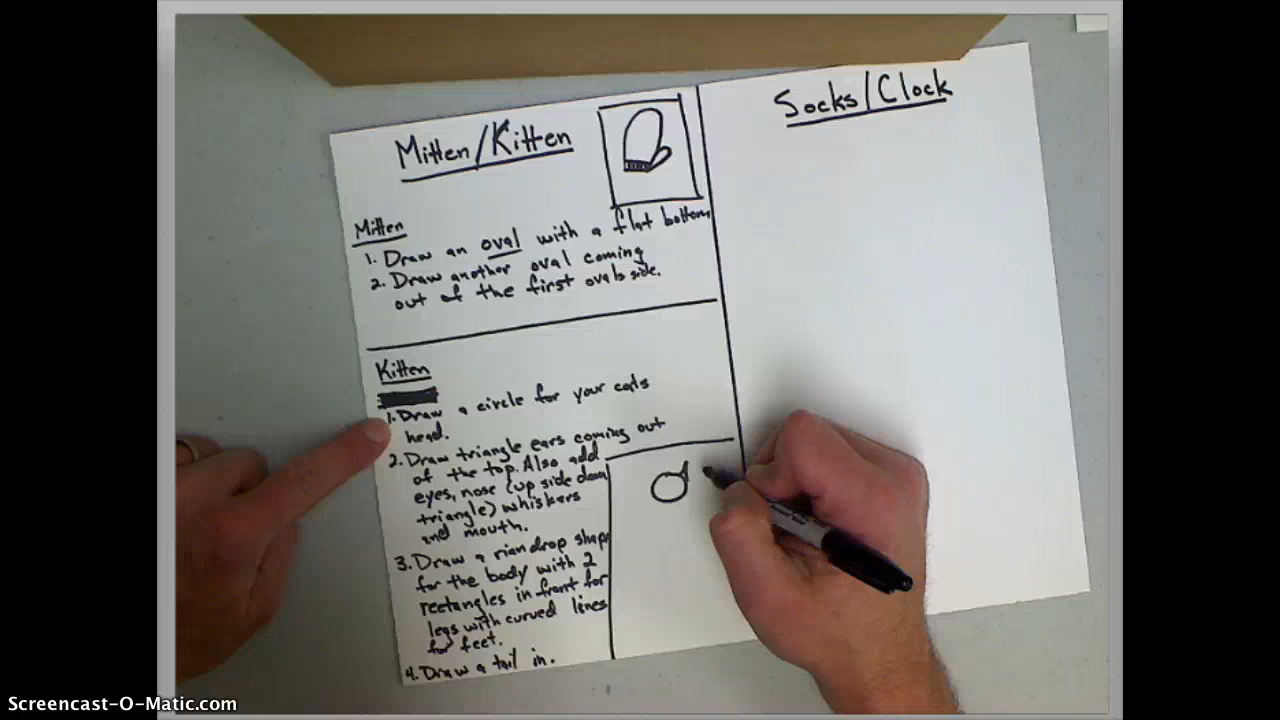 Mitten/Kitten
Mitten
1. Draw an oval with a flat bottom
2. Draw another oval coming
out of the first ovals side.
Kitten
1. Draw a circle for your cats
head.
2. Draw triangle ears coming out
of the top. Also add
eyes, nose (up side down
triangle) whiskers
and mouth.
3. Draw a riandrop shape
for the body with 2
rectangles in front for
legs with curved lines
for feet.
4. Draw a tail in.
Socks/Clock
Screencast-O-Matic.com